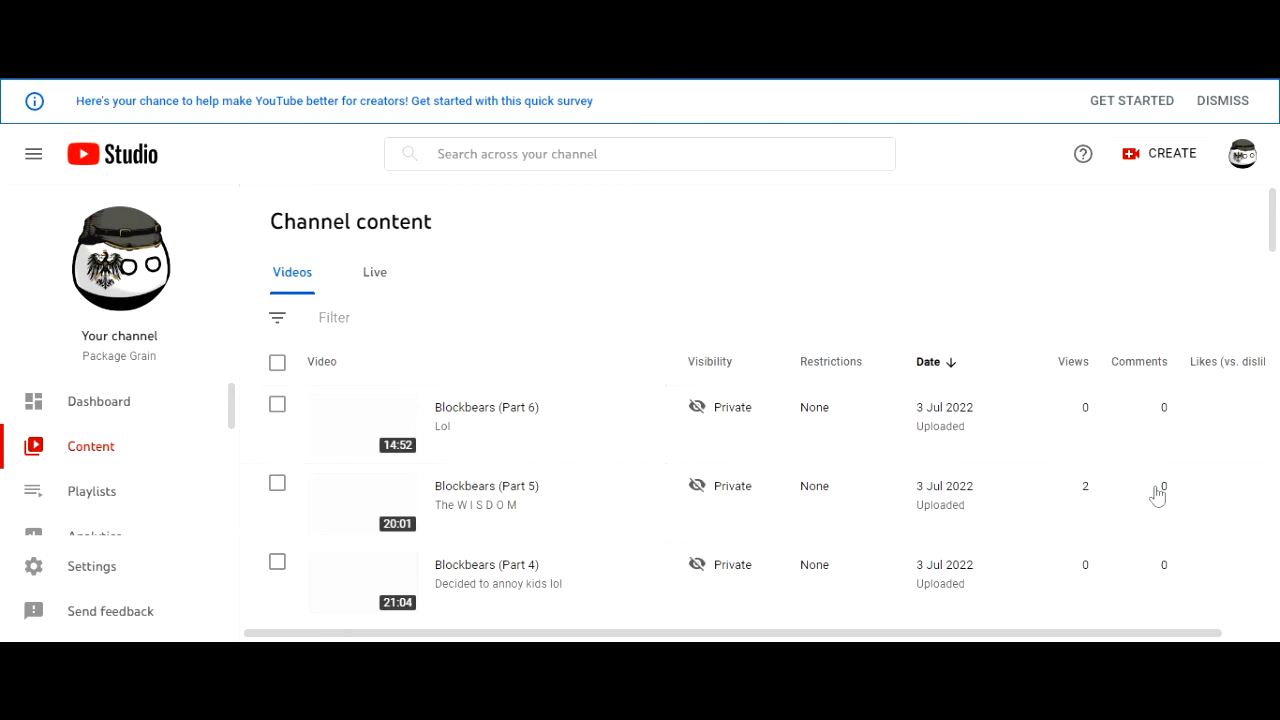 Here's your chance to help make YouTube better for creators! Get started with this quick survey GET STARTED DISMISS
Studio Search across your channel CREATE
Channel content
Videos Live
Filter
Your channel
Package Grain
Dashboard
Content
Playlists
Analytics
Settings
Send feedback
Video Visibility Restrictions Date Views Comments Likes (vs. dislil
Blockbears (Part 6) Private None 3 Jul 2022 0 0
Lol Uploaded
14:52
Blockbears (Part 5) Private None 3 Jul 2022 2 0
The W I S D O M Uploaded
20:01
Blockbears (Part 4) Private None 3 Jul 2022 0 0
Decided to annoy kids lol Uploaded
21:04